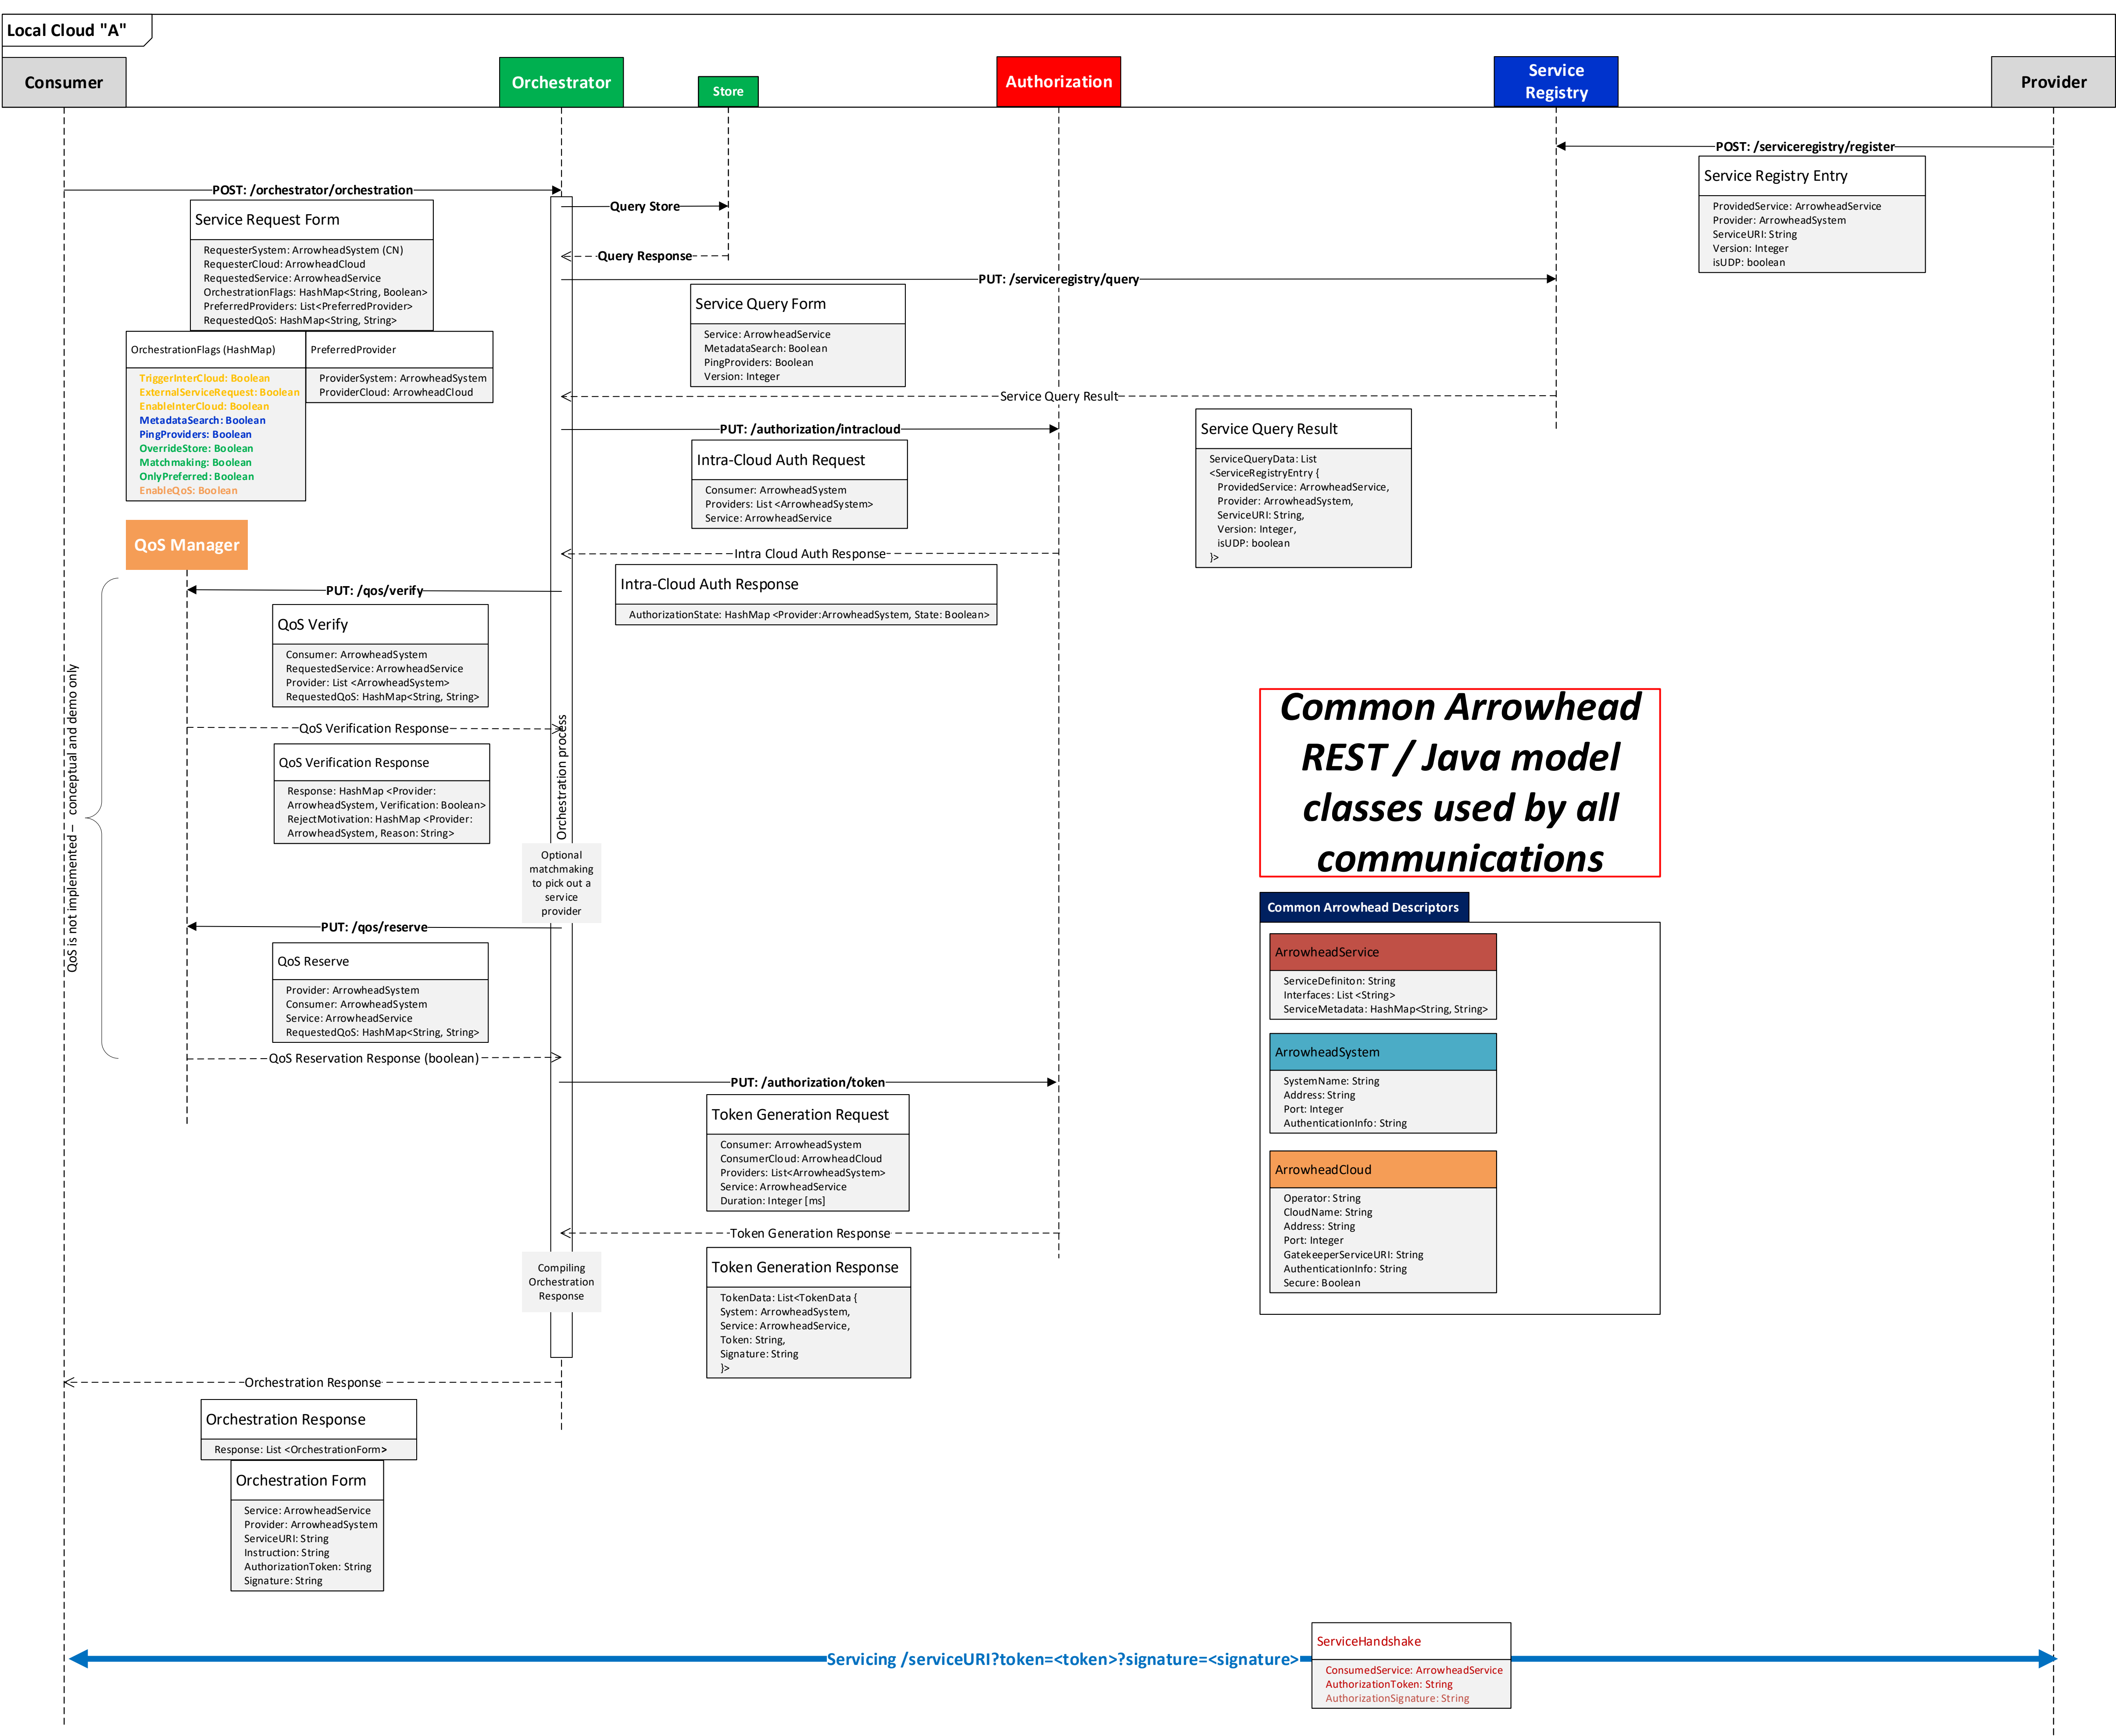 Local Cloud "A"
Consumer
Orchestrator
Store
Authorization
Service
Registry
Provider
POST: /serviceregistry/register
Service Registry Entry
ProvidedService: ArrowheadService
Provider: ArrowheadSystem
ServiceURI: String
Version: Integer
isUDP: boolean
POST: /orchestrator/orchestration
Service Request Form
RequesterSystem: ArrowheadSystem (CN)
RequesterCloud: ArrowheadCloud
RequestedService: ArrowheadService
OrchestrationFlags: HashMap<String, Boolean>
PreferredProviders: List<PreferredProvider>
RequestedQoS: HashMap<String, String>
OrchestrationFlags (HashMap)
TriggerInterCloud: Boolean
ExternalServiceRequest: Boolean
EnableInterCloud: Boolean
MetadataSearch: Boolean
PingProviders: Boolean
OverrideStore: Boolean
Matchmaking: Boolean
OnlyPreferred: Boolean
EnableQoS: Boolean
PreferredProvider
ProviderSystem: ArrowheadSystem
ProviderCloud: ArrowheadCloud
Query Store
Query Response
PUT: /serviceregistry/query
Service Query Form
Service: ArrowheadService
MetadataSearch: Boolean
PingProviders: Boolean
Version: Integer
Service Query Result
Service Query Result
ServiceQueryData: List
<ServiceRegistryEntry {
ProvidedService: ArrowheadService,
Provider: ArrowheadSystem,
ServiceURI: String,
Version: Integer,
isUDP: boolean
}>
PUT: /authorization/intracloud
Intra-Cloud Auth Request
Consumer: ArrowheadSystem
Providers: List <ArrowheadSystem>
Service: ArrowheadService
Intra Cloud Auth Response
Intra-Cloud Auth Response
AuthorizationState: HashMap <Provider:ArrowheadSystem, State: Boolean>
QoS Manager
QoS is not implemented – conceptual and demo only
PUT: /qos/verify
QoS Verify
Consumer: ArrowheadSystem
RequestedService: ArrowheadService
Provider: List <ArrowheadSystem>
RequestedQoS: HashMap<String, String>
QoS Verification Response
QoS Verification Response
Response: HashMap <Provider:
ArrowheadSystem, Verification: Boolean>
RejectMotivation: HashMap <Provider:
ArrowheadSystem, Reason: String>
Orchestration process
Optional
matchmaking
to pick out a
service
provider
PUT: /qos/reserve
QoS Reserve
Provider: ArrowheadSystem
Consumer: ArrowheadSystem
Service: ArrowheadService
RequestedQoS: HashMap<String, String>
QoS Reservation Response (boolean)
PUT: /authorization/token
Token Generation Request
Consumer: ArrowheadSystem
ConsumerCloud: ArrowheadCloud
Providers: List<ArrowheadSystem>
Service: ArrowheadService
Duration: Integer [ms]
Token Generation Response
Token Generation Response
TokenData: List<TokenData {
System: ArrowheadSystem,
Service: ArrowheadService,
Token: String,
Signature: String
}>
Compiling
Orchestration
Response
Orchestration Response
Orchestration Response
Response: List <OrchestrationForm>
Orchestration Form
Service: ArrowheadService
Provider: ArrowheadSystem
ServiceURI: String
Instruction: String
AuthorizationToken: String
Signature: String
Common Arrowhead
REST / Java model
classes used by all
communications
Common Arrowhead Descriptors
ArrowheadService
ServiceDefiniton: String
Interfaces: List <String>
ServiceMetadata: HashMap<String, String>
ArrowheadSystem
SystemName: String
Address: String
Port: Integer
AuthenticationInfo: String
ArrowheadCloud
Operator: String
CloudName: String
Address: String
Port: Integer
GatekeeperServiceURI: String
AuthenticationInfo: String
Secure: Boolean
Servicing /serviceURI?token=<token>?signature=<signature>
ServiceHandshake
ConsumedService: ArrowheadService
AuthorizationToken: String
AuthorizationSignature: String